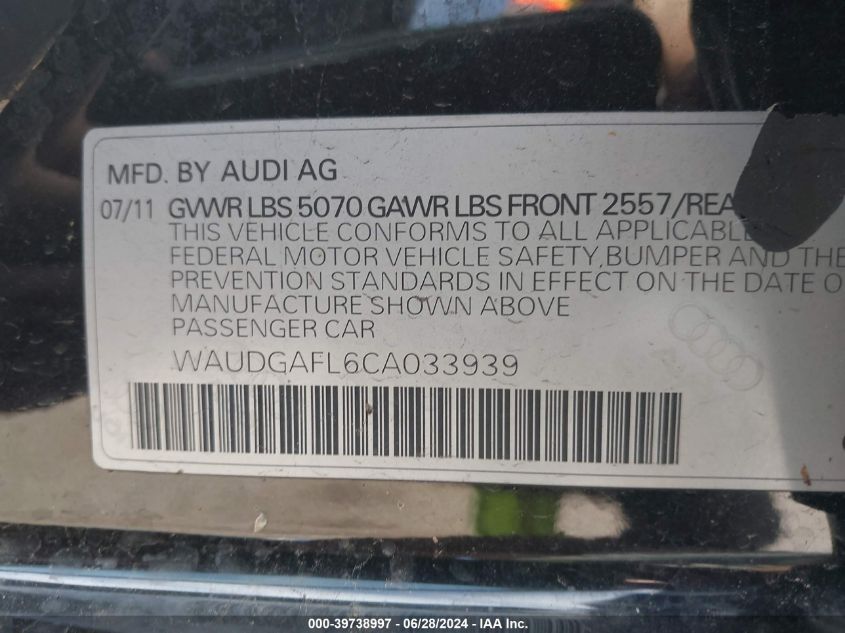 MFD. BY AUDI AG
07/11 GVWR LBS 5070 GAWR LBS FRONT 2557/REA
THIS VEHICLE CONFORMS TO ALL APPLICABLE
FEDERAL MOTOR VEHICLE SAFETY,BUMPER AND THE
PREVENTION STANDARDS IN EFFECT ON THE DATE O
MANUFACTURE SHOWN ABOVE
PASSENGER CAR
WAUDGAFL6CA033939
000-39738997 - 06/28/2024 - IAA Inc.